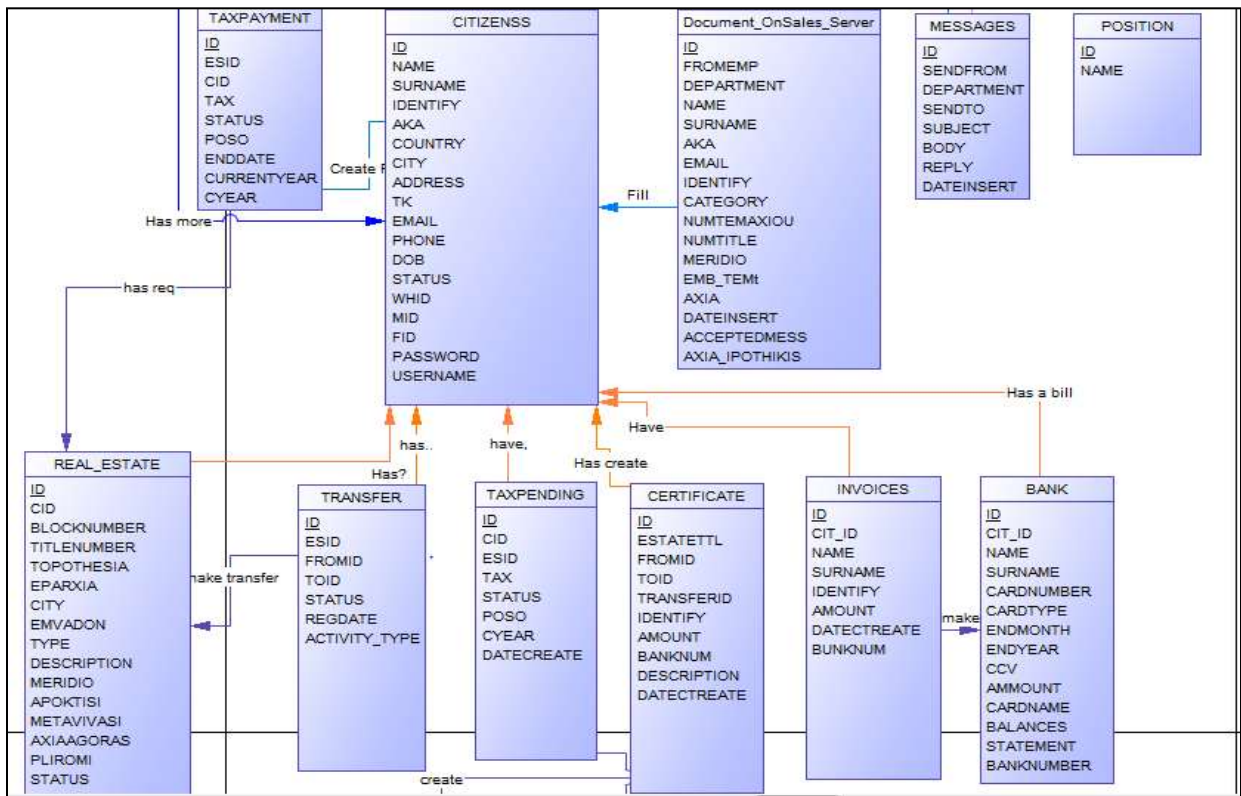 TAXPAYMENT
ID
ESID
CID
TAX
STATUS
POSO
ENDDATE
CURRENTYEAR
CYEAR
CITIZENSS
ID
NAME
SURNAME
IDENTIFY
AKA
COUNTRY
CITY
ADDRESS
TK
EMAIL
PHONE
DOB
STATUS
WHID
MID
FID
PASSWORD
USERNAME
Document_OnSales_Server
ID
FROMEMP
DEPARTMENT
NAME
SURNAME
AKA
EMAIL
IDENTIFY
CATEGORY
NUMTEMAXIOU
NUMTITLE
MERIDIO
EMB_TEMt
AXIA
DATEINSERT
ACCEPTEDMESS
AXIA_IPOTHIKIS
MESSAGES
ID
SENDFROM
DEPARTMENT
SENDTO
SUBJECT
BODY
REPLY
DATEINSERT
POSITION
ID
NAME
Create
Fill
Has more
has req
Has a bill
Have
has..
have,
Has create
Has?
REAL_ESTATE
ID
CID
BLOCKNUMBER
TITLENUMBER
TOPOTHESIA
EPARXIA
CITY
EMVADON
TYPE
DESCRIPTION
MERIDIO
APOKTISI
METAVIVASI
AXIAAGORAS
PLIROMI
STATUS
make transfer
TRANSFER
ID
ESID
FROMID
TOID
STATUS
REGDATE
ACTIVITY_TYPE
TAXPENDING
ID
CID
ESID
TAX
STATUS
POSO
CYEAR
DATECREATE
CERTIFICATE
ID
ESTATETTL
FROMID
TOID
TRANSFERID
IDENTIFY
AMOUNT
BANKNUM
DESCRIPTION
DATECTREATE
INVOICES
ID
CIT_ID
NAME
SURNAME
IDENTIFY
AMOUNT
DATECTREATE
BUNKNUM
make
BANK
ID
CIT_ID
NAME
SURNAME
CARDNUMBER
CARDTYPE
ENDMONTH
ENDYEAR
CCV
AMMOUNT
CARDNAME
BALANCES
STATEMENT
BANKNUMBER
create